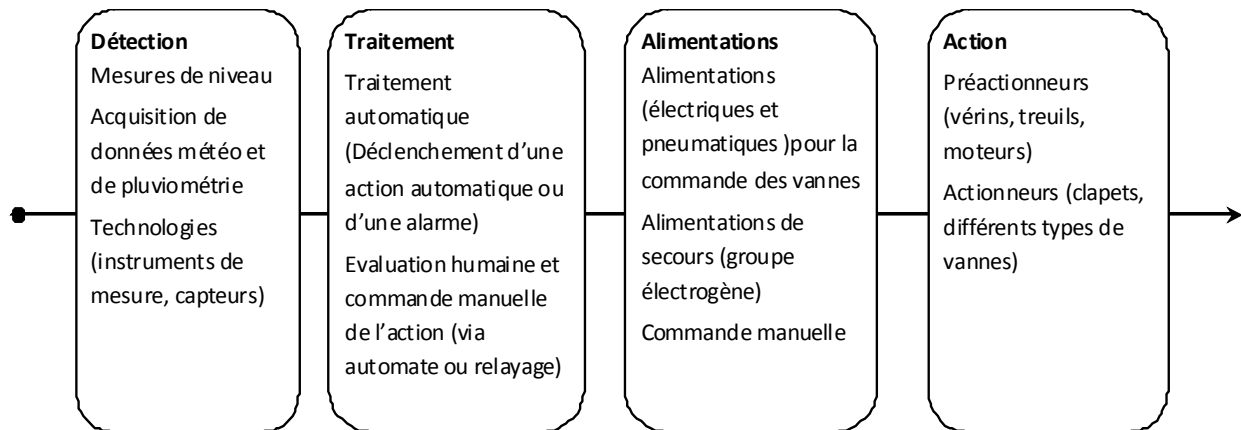 Détection
Mesures de niveau
Acquisition de
données météo et
de pluviométrie
Technologies
(instruments de
mesure, capteurs)
Traitement
Traitement
automatique
(Déclenchement d'une
action automatique ou
d'une alarme)
Evaluation humaine et
commande manuelle
de l'action (via
automate ou relayage)
Alimentations
Alimentations
(électriques et
pneumatiques )pour la
commande des vannes
Alimentations de
secours (groupe
électrogène)
Commande manuelle
Action
Préactionneurs
(vérins, treuils,
moteurs)
Actionneurs (clapets,
différents types de
vannes)